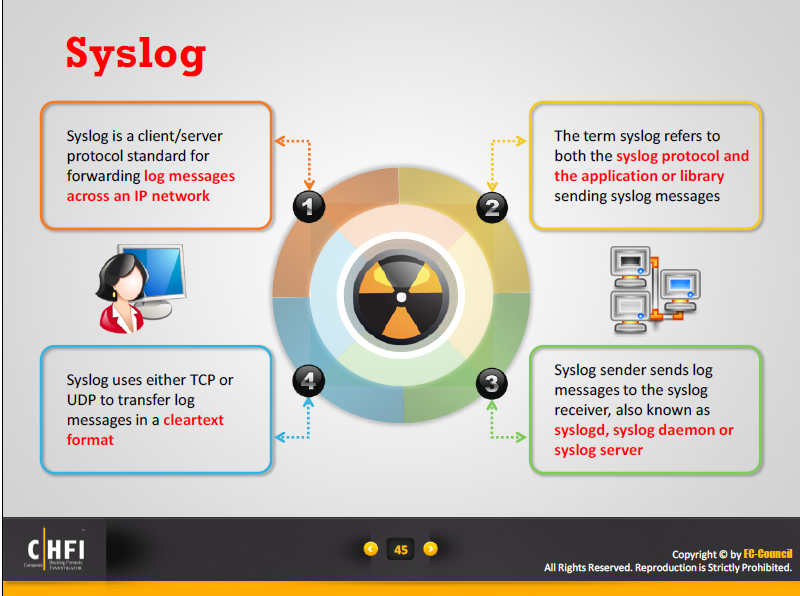 Syslog
Syslog is a client/server
protocol standard for
forwarding log messages
across an IP network
1
The term syslog refers to
both the syslog protocol and
the application or library
sending syslog messages
2
Syslog sender sends log
messages to the syslog
receiver, also known as
syslogd, syslog daemon or
syslog server
3
Syslog uses either TCP or
UDP to transfer log
messages in a cleartext
format
4
CHFI
Computer Hacking Forensic
INVESTIGATOR
45
Copyright © by EC-Council
All Rights Reserved. Reproduction is Strictly Prohibited.